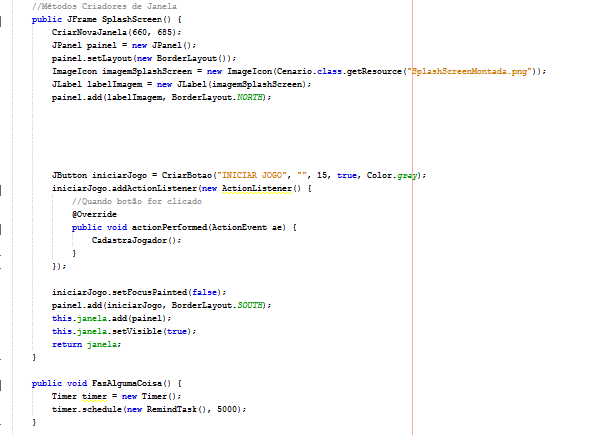 //Métodos Criadores de Janela
public JFrame SplashScreen() {
CriarNovaJanela(660, 685);
JPanel painel = new JPanel();
painel.setLayout(new BorderLayout());
ImageIcon imagemSplashScreen = new ImageIcon(Cenario.class.getResource("SplashScreenMontada.png"));
JLabel labelImagem = new JLabel(imagemSplashScreen);
painel.add(labelImagem, BorderLayout.NORTH);
JButton iniciarJogo = CriarBotao("INICIAR JOGO", "", 15, true, Color.gray);
iniciarJogo.addActionListener(new ActionListener() {
//Quando botão for clicado
@Override
public void actionPerformed(ActionEvent ae) {
CadastraJogador();
}
});
iniciarJogo.setFocusPainted(false);
painel.add(iniciarJogo, BorderLayout.SOUTH);
this.janela.add(painel);
this.janela.setVisible(true);
return janela;
}
public void FazAlgumaCoisa() {
Timer timer = new Timer();
timer.schedule(new RemindTask(), 5000);
}